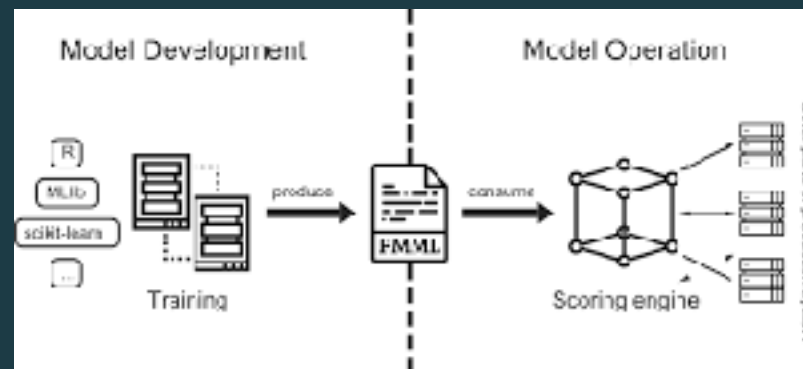 Model Development
Model Operation
R
MLlib
scikit-learn
...
produce
consume
PMML
Training
Scoring engine